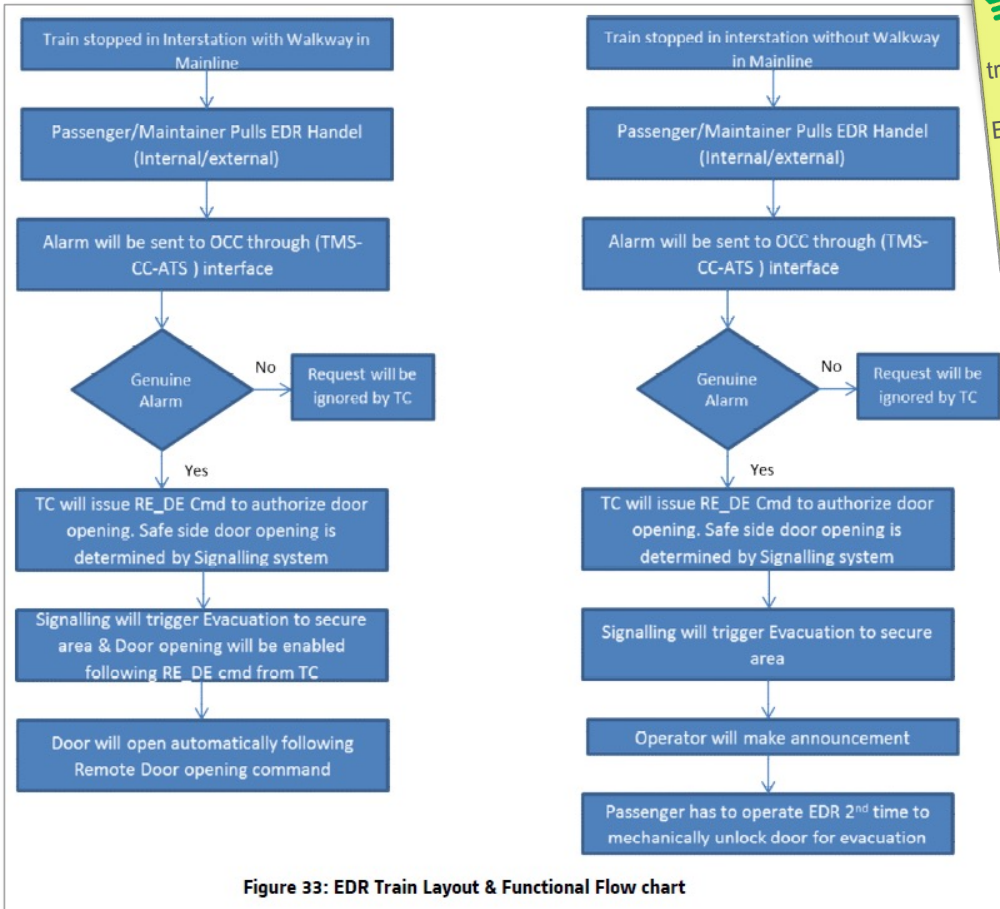 Train stopped in Interstation with Walkway in
Mainline
Passenger/Maintainer Pulls EDR Handel
(Internal/external)
Alarm will be sent to OCC through (TMS-
CC-ATS ) interface
Genuine
Alarm
No
Request will be
ignored by TC
Yes
TC will issue RE_DE Cmd to authorize door
opening. Safe side door opening is
determined by Signalling system
Signalling will trigger Evacuation to secure
area & Door opening will be enabled
following RE_DE cmd from TC
Door will open automatically following
Remote Door opening command
Train stopped in interstation without Walkway
in Mainline
Passenger/Maintainer Pulls EDR Handel
(Internal/external)
Alarm will be sent to OCC through (TMS-
CC-ATS ) interface
Genuine
Alarm
No
Request will be
ignored by TC
Yes
TC will issue RE_DE Cmd to authorize door
opening. Safe side door opening is
determined by Signalling system
Signalling will trigger Evacuation to secure
area
Operator will make announcement
Passenger has to operate EDR 2nd time to
mechanically unlock door for evacuation
Figure 33: EDR Train Layout & Functional Flow chart